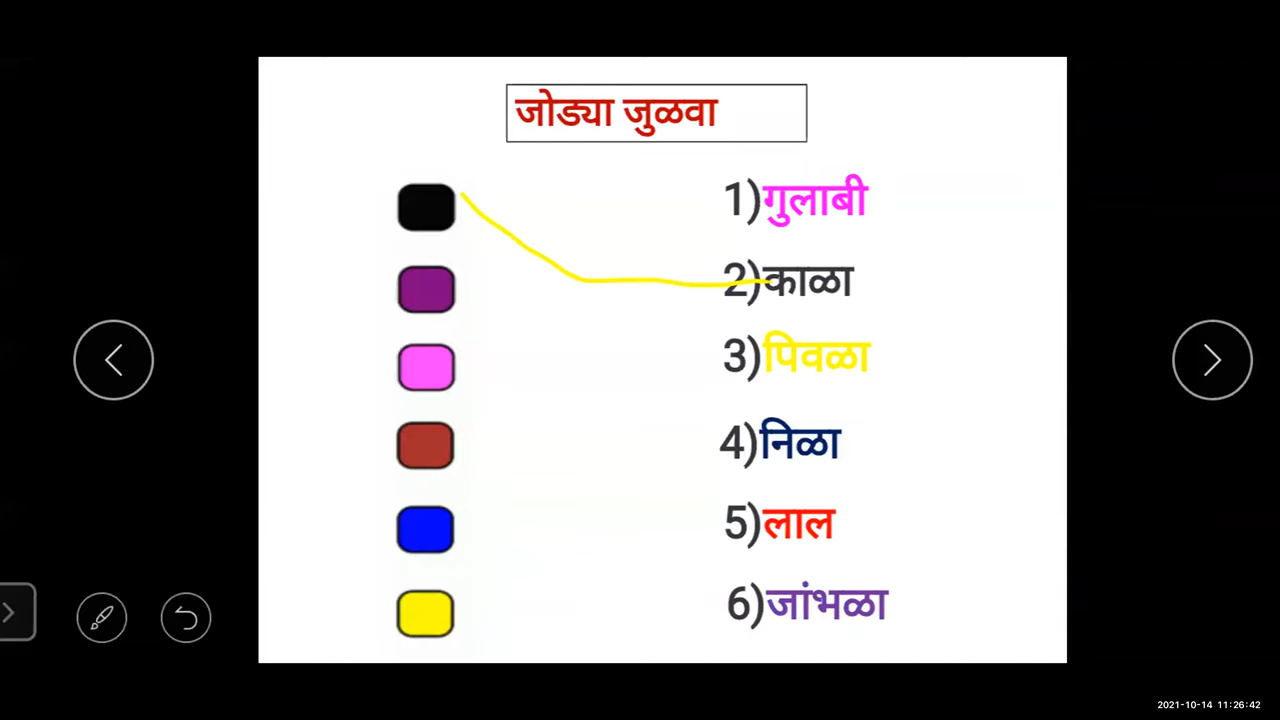 जोड्या जुळवा
1)गुलाबी
2)काळा
3)पिवळा
4)निळा
5)लाल
6)जांभळा
2021-10-14 11:26:42